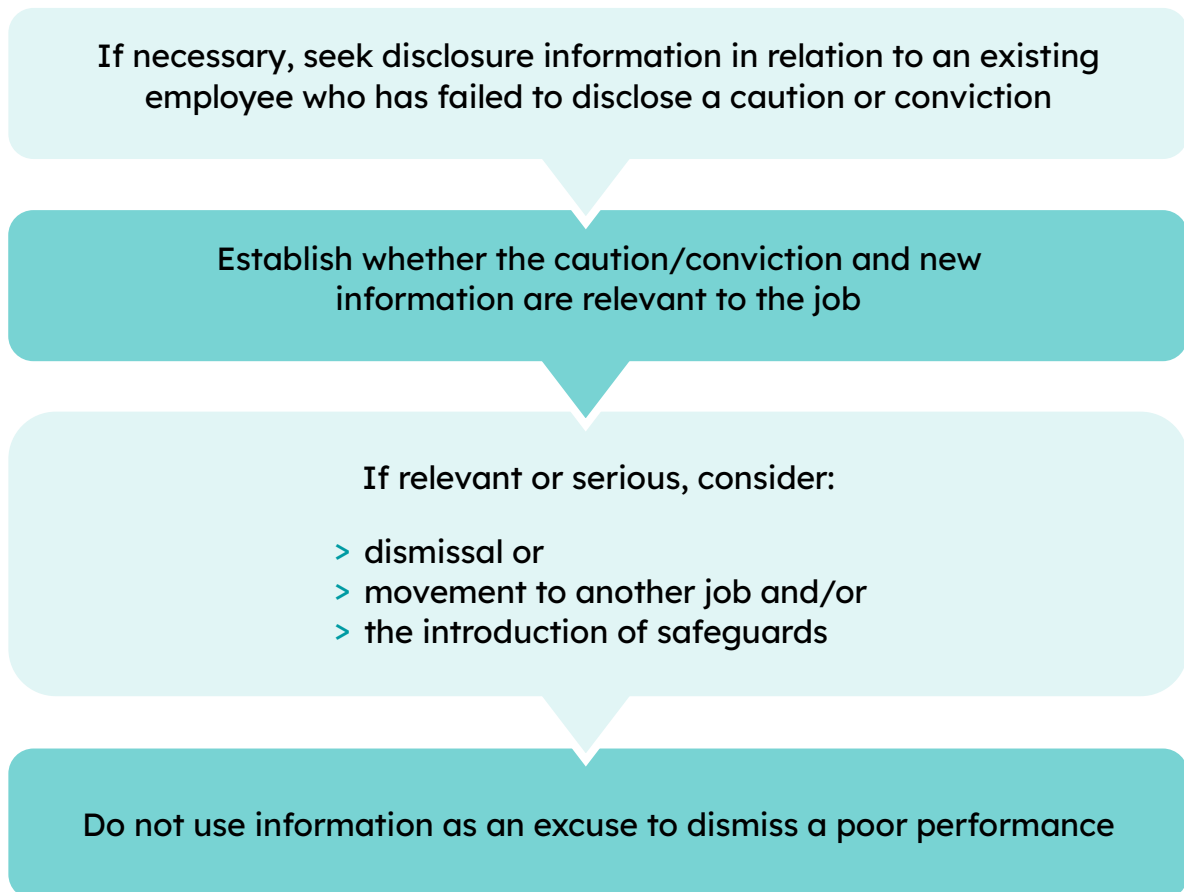 If necessary, seek disclosure information in relation to an existing
employee who has failed to disclose a caution or conviction
Establish whether the caution/conviction and new
information are relevant to the job
If relevant or serious, consider:
> dismissal or
> movement to another job and/or
> the introduction of safeguards
Do not use information as an excuse to dismiss a poor performance